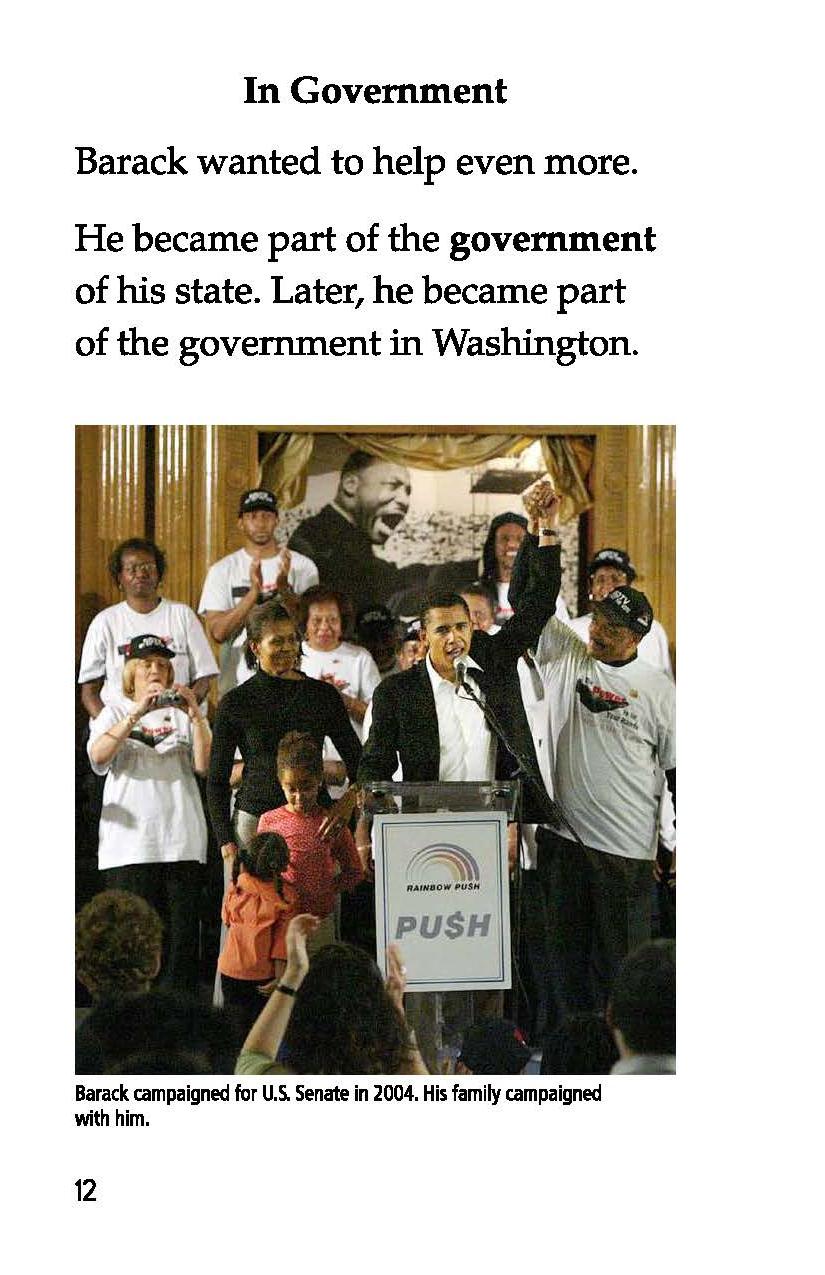 In Government
Barack wanted to help even more.
He became part of the government
of his state. Later, he became part
of the government in Washington.
RAINBOW PUSH
PU$H
Barack campaigned for U.S. Senate in 2004. His family campaigned
with him.
12